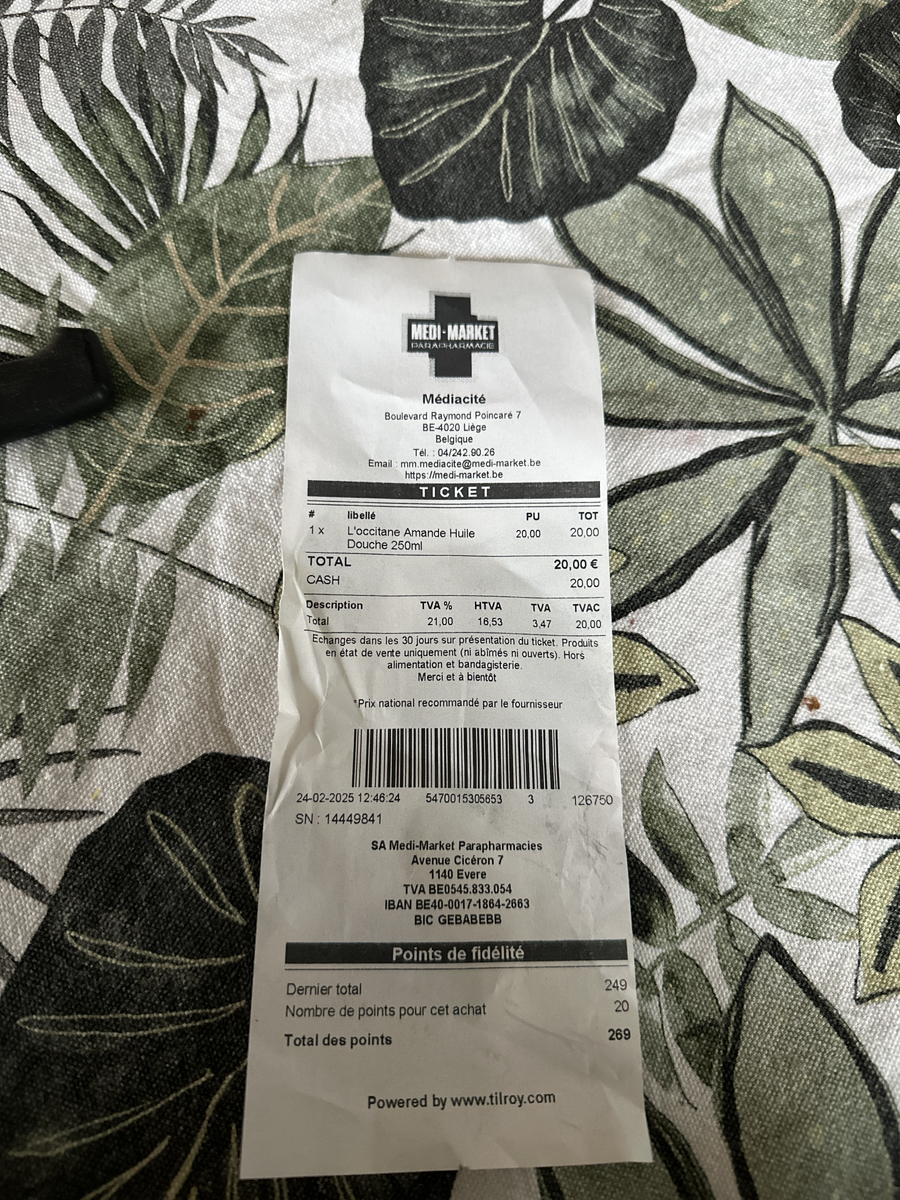 MEDI-MARKET
PARAPHARMACIE
Médiacité
Boulevard Raymond Poincaré 7
BE-4020 Liège
Belgique
Tél. : 04/242.90.26
Email : mm.mediacite@medi-market.be
https://medi-market.be
TICKET
# libellé PU TOT
1 x L'occitane Amande Huile 20,00 20,00
Douche 250ml
TOTAL 20,00 €
CASH 20,00
Description TVA % HTVA TVA TVAC
Total 21,00 16,53 3,47 20,00
Echanges dans les 30 jours sur présentation du ticket. Produits
en état de vente uniquement (ni abîmés ni ouverts). Hors
alimentation et bandagisterie.
Merci et à bientôt
*Prix national recommandé par le fournisseur
24-02-2025 12:46:24 5470015305653 3 126750
SN : 14449841
SA Medi-Market Parapharmacies
Avenue Cicéron 7
1140 Evere
TVA BE0545.833.054
IBAN BE40-0017-1864-2663
BIC GEBABEBB
Points de fidélité
Dernier total 249
Nombre de points pour cet achat 20
Total des points 269
Powered by www.tilroy.com